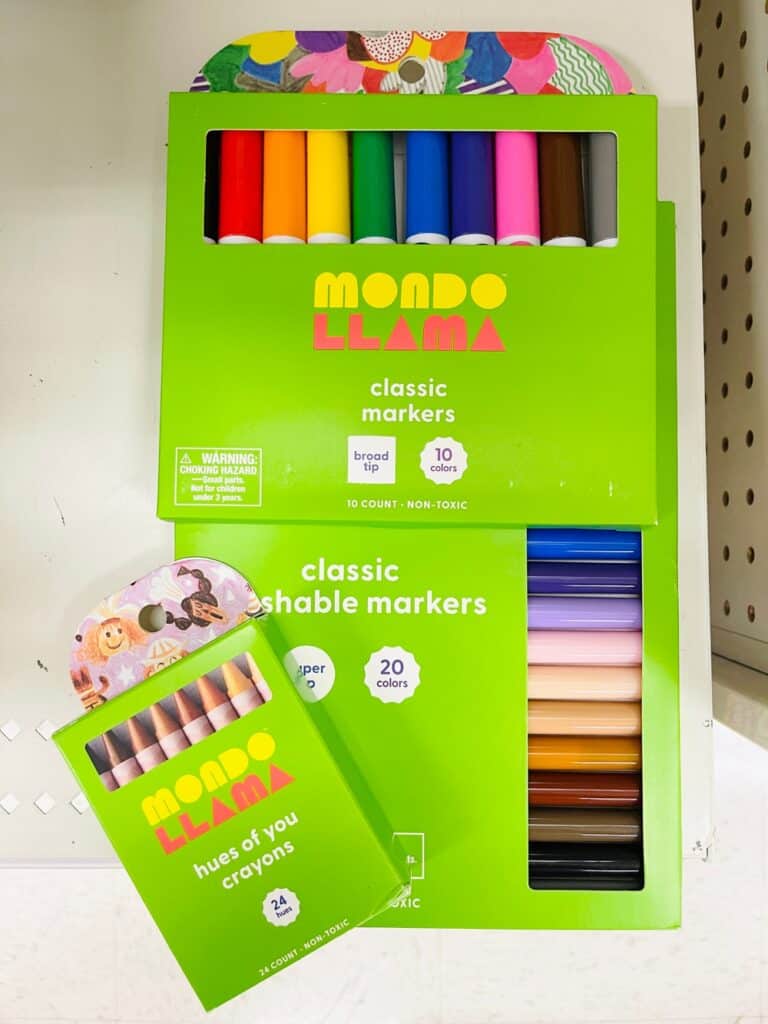 MONDO
LLAMA™
classic
markers
broad
tip
10
colors
⚠ WARNING:
CHOKING HAZARD
—Small parts.
Not for children
under 3 years.
10 COUNT • NON-TOXIC
classic
markers
20
colors
MONDO
LLAMA
hues of you
crayons
24
hues
24 COUNT • NON-TOXIC